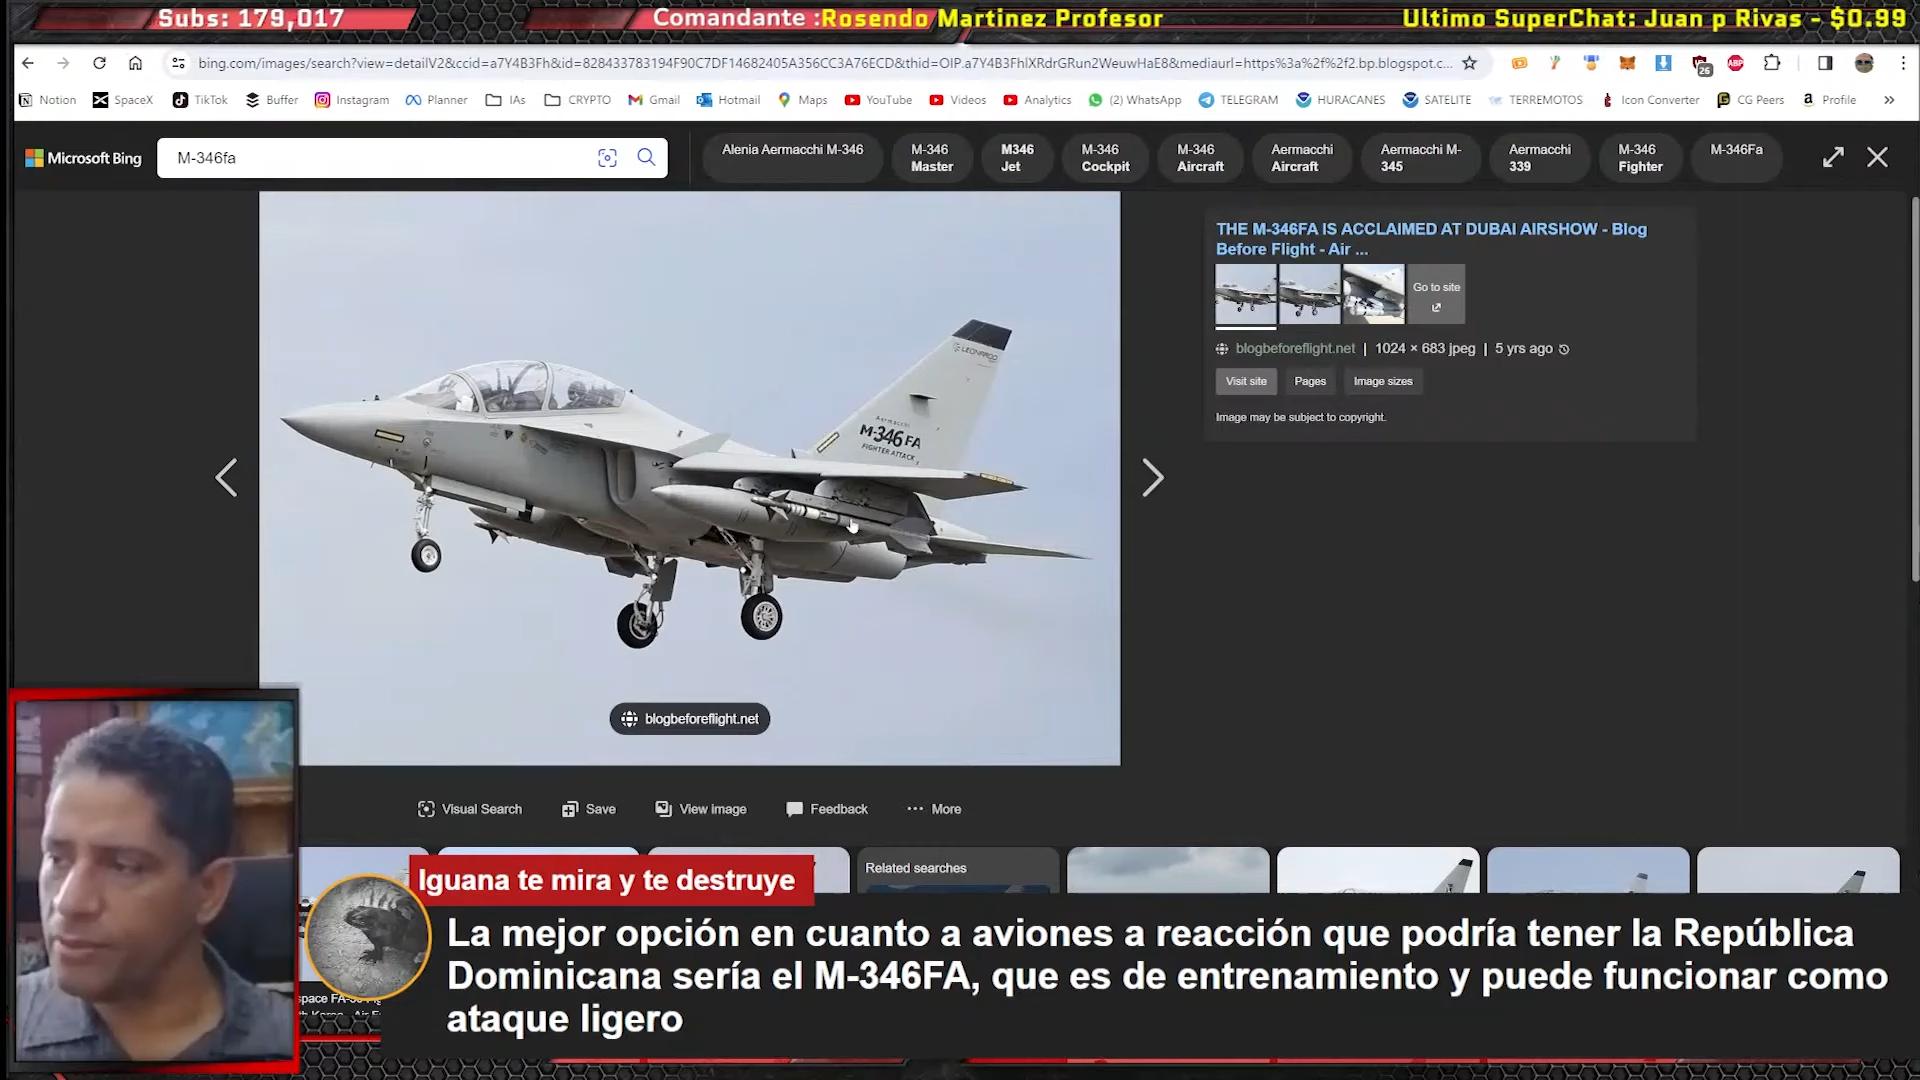 Subs: 179,017
Comandante :Rosendo Martinez Profesor
Ultimo SuperChat: Juan p Rivas - $0.99
bing.com/images/search?view=detailV2&ccid=a7Y4B3Fh&id=828433783194F90C7DF14682405A356CC3A76ECD&thid=OIP.a7Y4B3FhlXRdrGRun2WeuwHaE8&mediaurl=https%3a%2f%2f2.bp.blogspot.c...
26
ABP
Notion
SpaceX
TikTok
Buffer
Instagram
Planner
IAs
CRYPTO
Gmail
Hotmail
Maps
YouTube
Videos
Analytics
(2) WhatsApp
TELEGRAM
HURACANES
SATELITE
TERREMOTOS
Icon Converter
CG Peers
Profile
Microsoft Bing
M-346fa
Alenia Aermacchi M-346
M-346
Master
M346
Jet
M-346
Cockpit
M-346
Aircraft
Aermacchi
Aircraft
Aermacchi M-
345
Aermacchi
339
M-346
Fighter
M-346Fa
THE M-346FA IS ACCLAIMED AT DUBAI AIRSHOW - Blog
Before Flight - Air ...
Go to site
blogbeforeflight.net | 1024 × 683 jpeg | 5 yrs ago
Visit site
Pages
Image sizes
Image may be subject to copyright.
LEONARDO
Aermacchi
M-346 FA
FIGHTER ATTACK
blogbeforeflight.net
Visual Search
Save
View image
Feedback
More
Related searches
Iguana te mira y te destruye
La mejor opción en cuanto a aviones a reacción que podría tener la República
Dominicana sería el M-346FA, que es de entrenamiento y puede funcionar como
ataque ligero